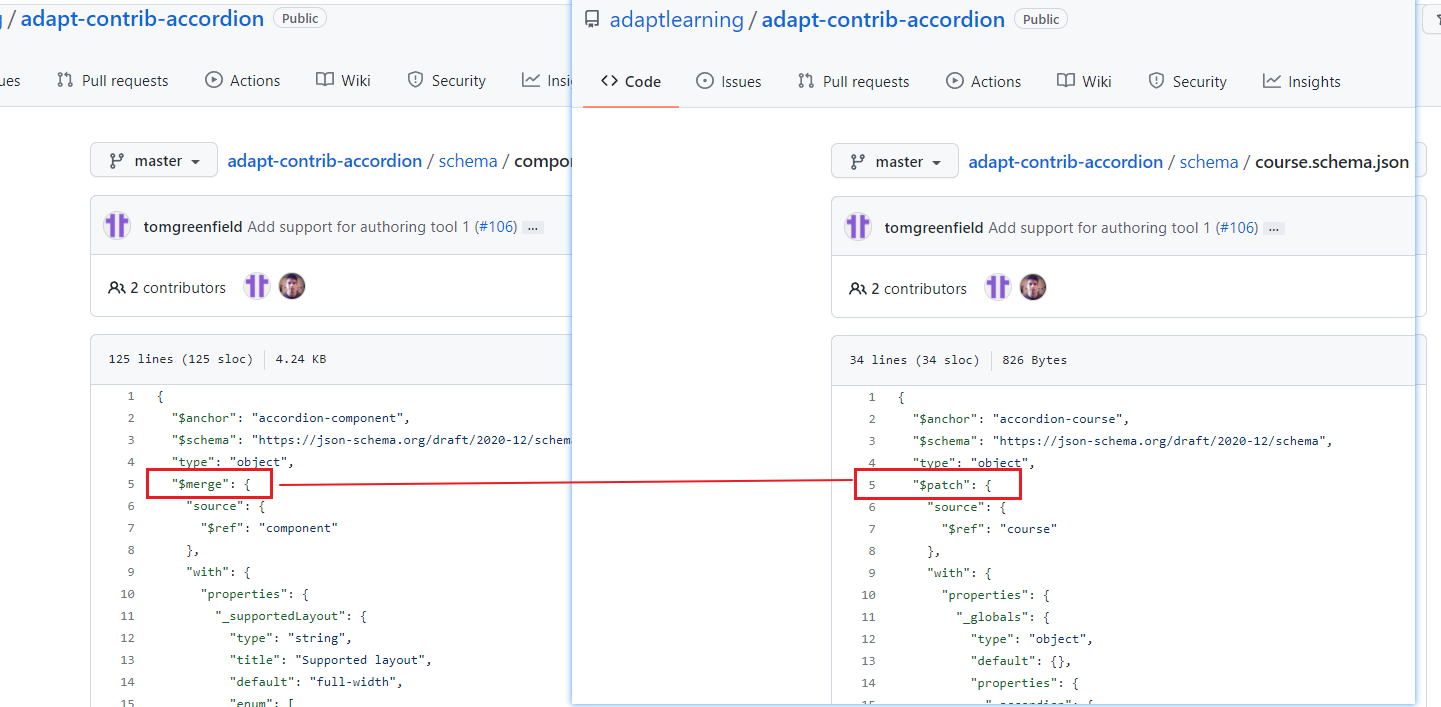 / adapt-contrib-accordion Public
ues Pull requests Actions Wiki Security Insi
master adapt-contrib-accordion / schema / compo
tomgreenfield Add support for authoring tool 1 (#106) ...
2 contributors
125 lines (125 sloc) 4.24 KB
1 {
2 "$anchor": "accordion-component",
3 "$schema": "https://json-schema.org/draft/2020-12/schema
4 "type": "object",
5 "$merge": {
6 "source": {
7 "$ref": "component"
8 },
9 "with": {
10 "properties": {
11 "_supportedLayout": {
12 "type": "string",
13 "title": "Supported layout",
14 "default": "full-width",
15 "enum": [
adaptlearning / adapt-contrib-accordion Public
Code Issues Pull requests Actions Wiki Security Insights
master adapt-contrib-accordion / schema / course.schema.json
tomgreenfield Add support for authoring tool 1 (#106) ...
2 contributors
34 lines (34 sloc) 826 Bytes
1 {
2 "$anchor": "accordion-course",
3 "$schema": "https://json-schema.org/draft/2020-12/schema",
4 "type": "object",
5 "$patch": {
6 "source": {
7 "$ref": "course"
8 },
9 "with": {
10 "properties": {
11 "_globals": {
12 "type": "object",
13 "default": {},
14 "properties": {
15 "_accordion": {